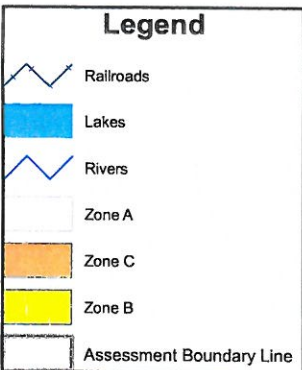 Legend
Railroads
Lakes
Rivers
Zone A
Zone C
Zone B
Assessment Boundary Line